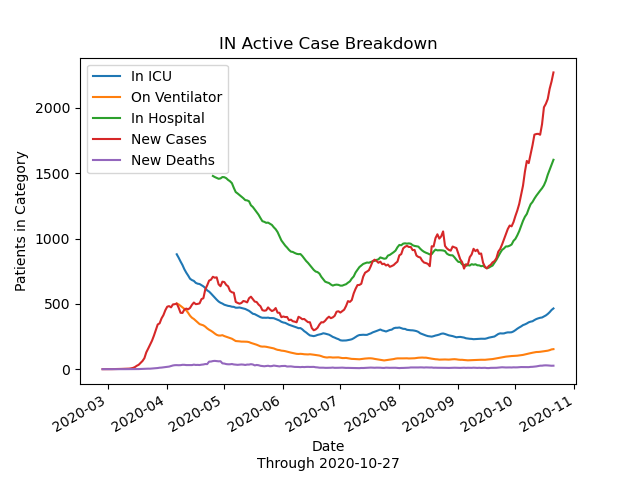 IN Active Case Breakdown
In ICU
On Ventilator
In Hospital
New Cases
New Deaths
Patients in Category
2000
1500
1000
500
0
2020-03
2020-04
2020-05
2020-06
2020-07
2020-08
2020-09
2020-10
2020-11
Date
Through 2020-10-27